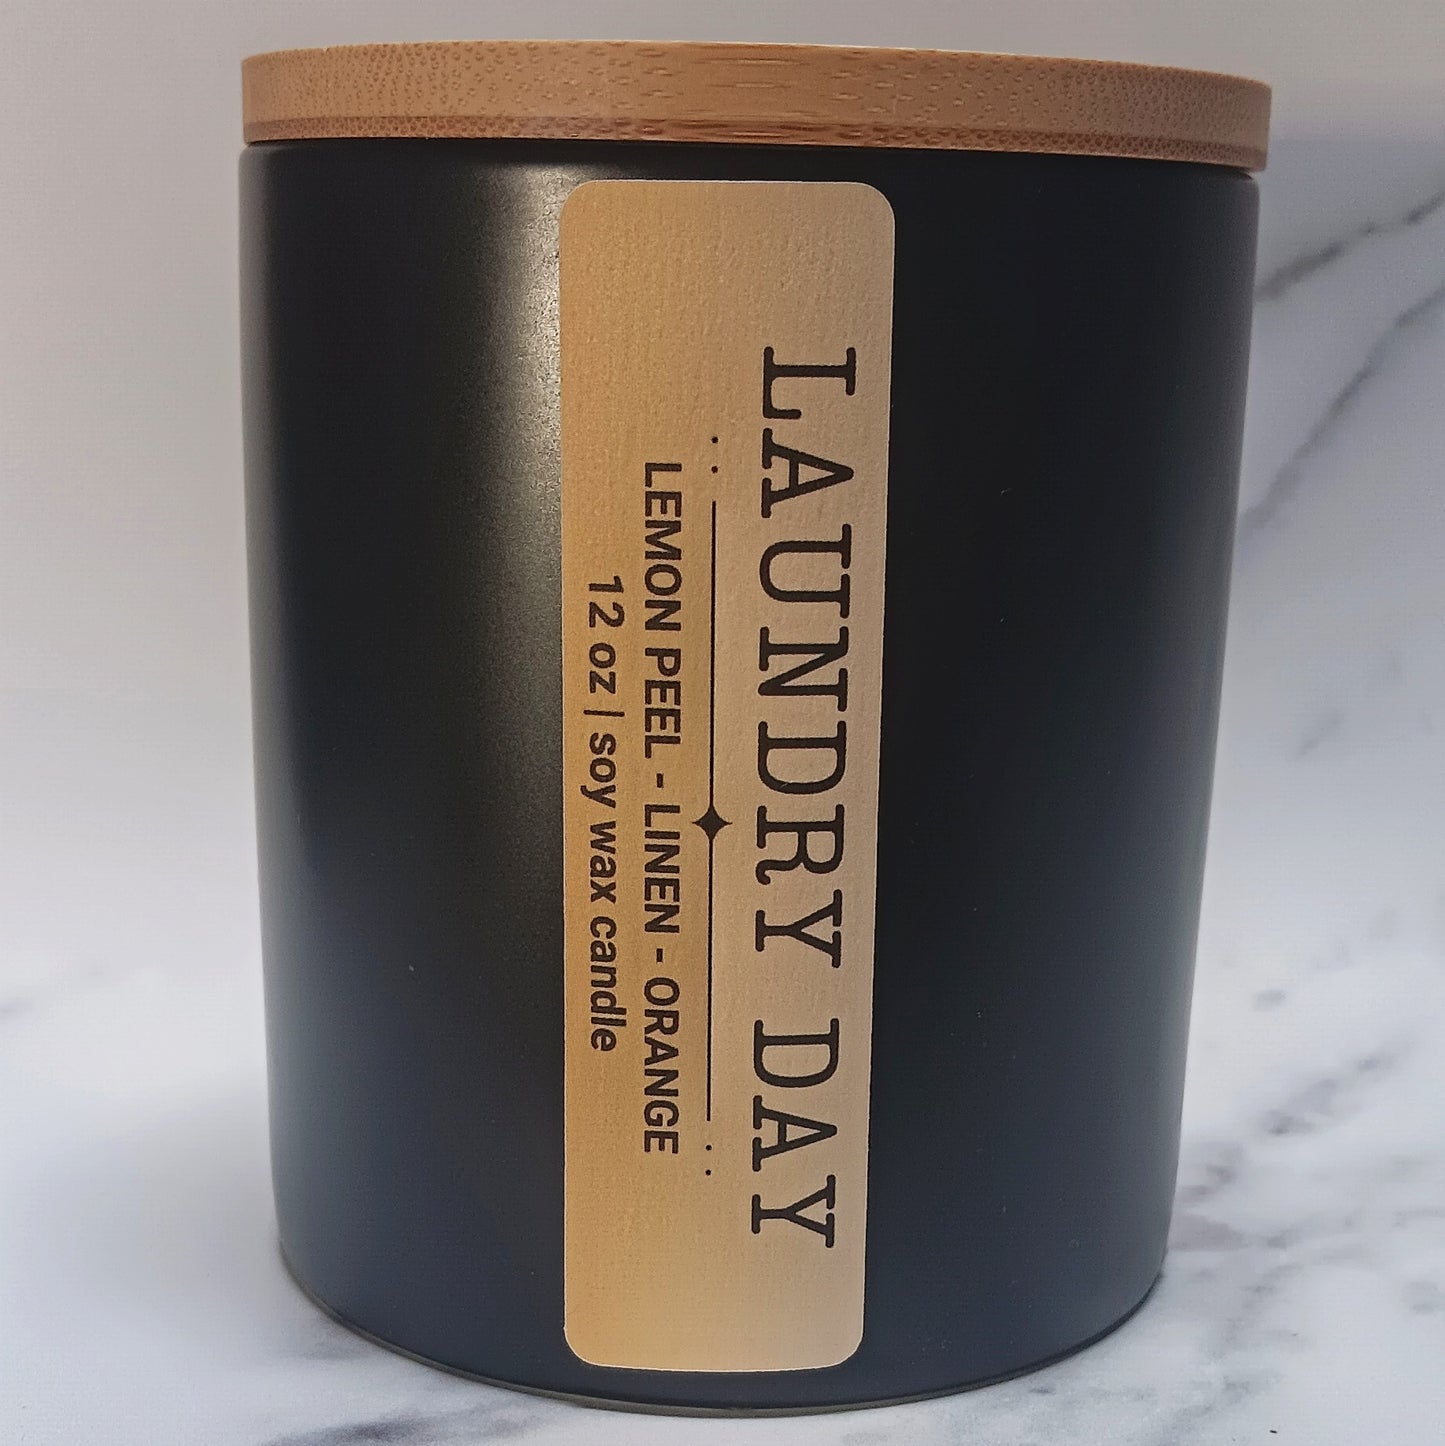 LAUNDRY DAY
LEMON PEEL - LINEN - ORANGE
12 oz | soy wax candle